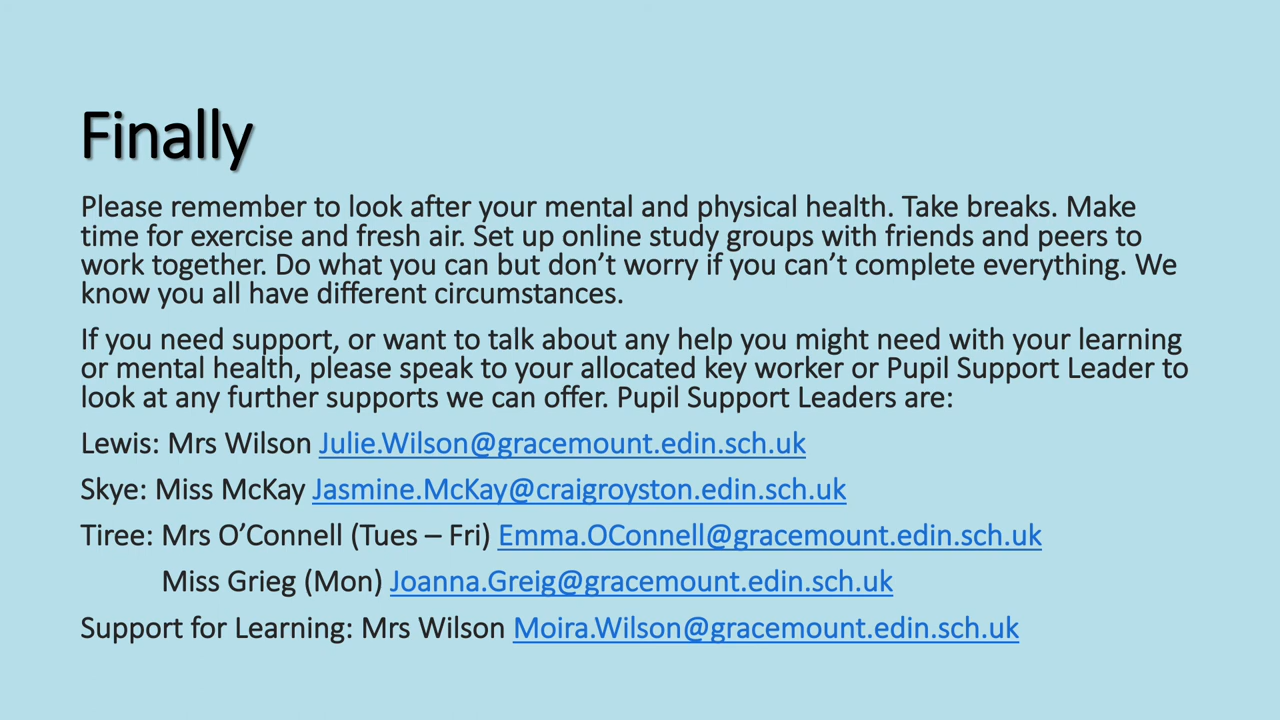 Finally
Please remember to look after your mental and physical health. Take breaks. Make
time for exercise and fresh air. Set up online study groups with friends and peers to
work together. Do what you can but don’t worry if you can’t complete everything. We
know you all have different circumstances.
If you need support, or want to talk about any help you might need with your learning
or mental health, please speak to your allocated key worker or Pupil Support Leader to
look at any further supports we can offer. Pupil Support Leaders are:
Lewis: Mrs Wilson Julie.Wilson@gracemount.edin.sch.uk
Skye: Miss McKay Jasmine.McKay@craigroyston.edin.sch.uk
Tiree: Mrs O’Connell (Tues – Fri) Emma.OConnell@gracemount.edin.sch.uk
Miss Grieg (Mon) Joanna.Greig@gracemount.edin.sch.uk
Support for Learning: Mrs Wilson Moira.Wilson@gracemount.edin.sch.uk